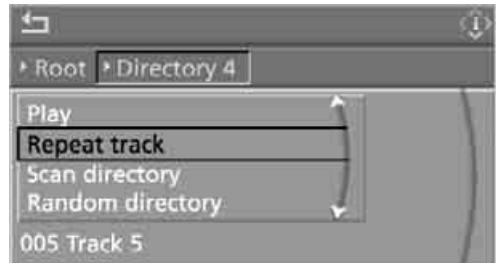 Root Directory 4
Play
Repeat track
Scan directory
Random directory
005 Track 5